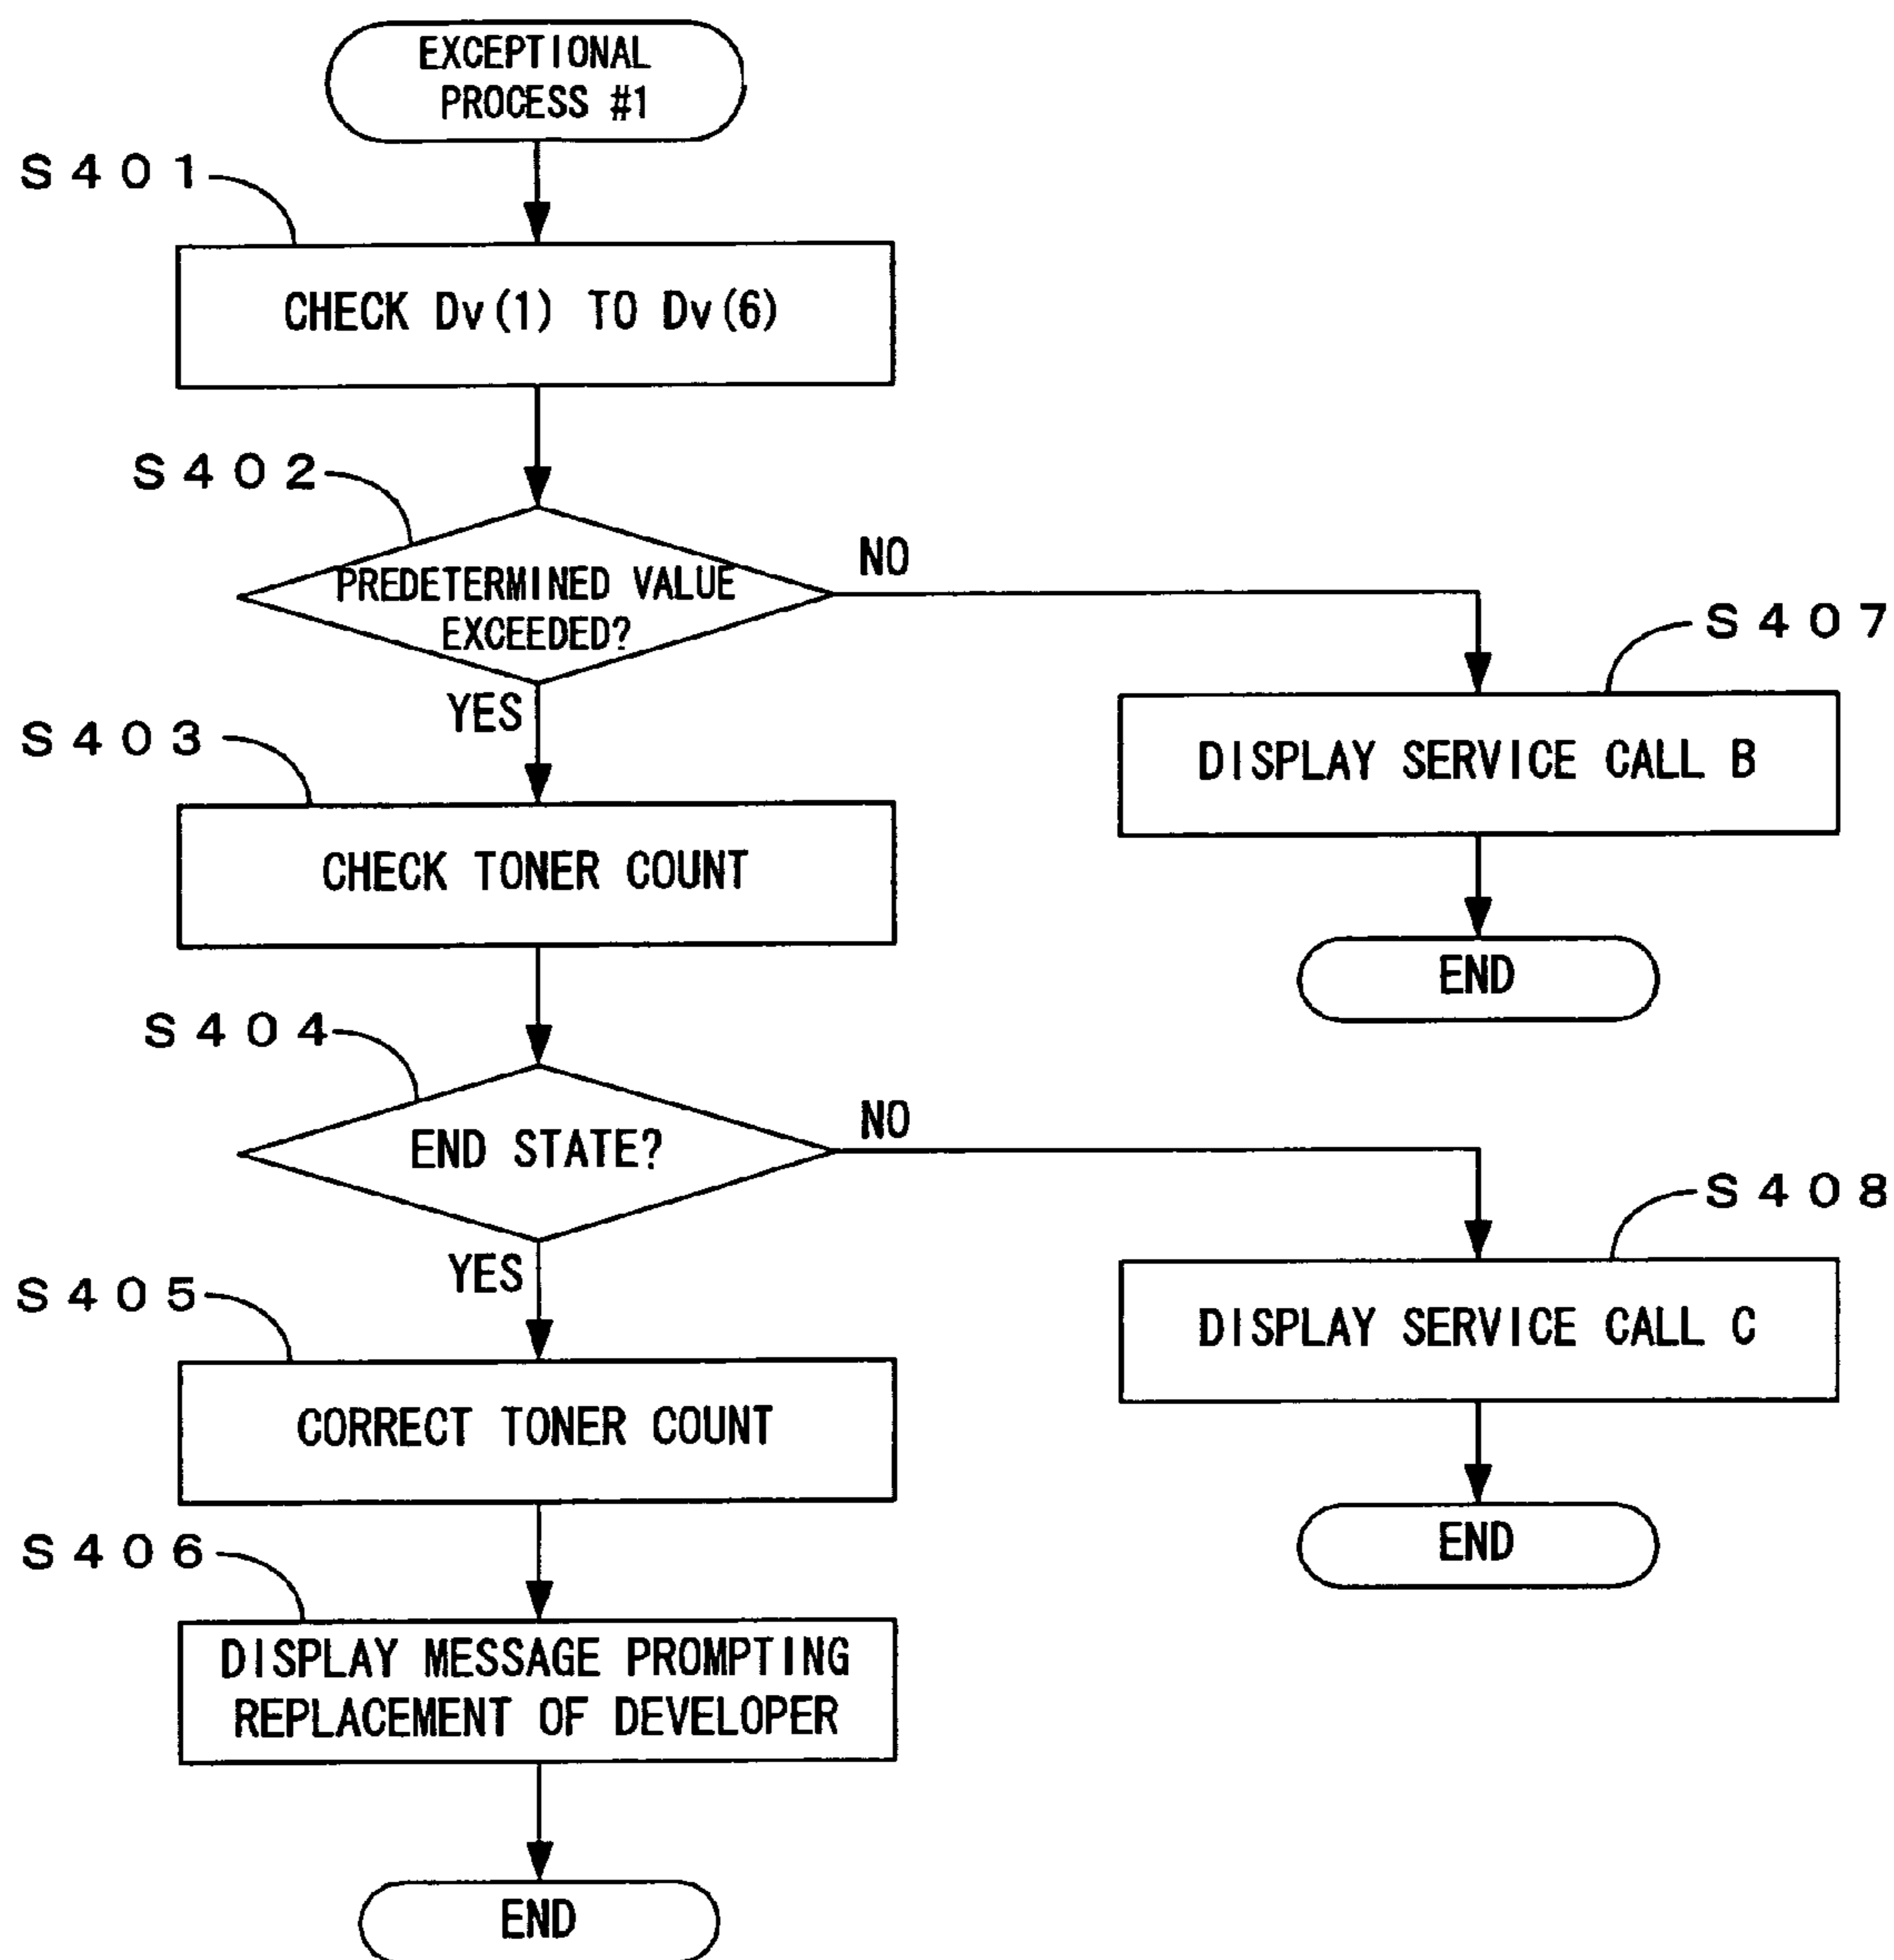 EXCEPTIONAL
PROCESS #1
S401
CHECK Dv(1) TO Dv(6)
S402
PREDETERMINED VALUE
EXCEEDED?
NO
YES
S407
DISPLAY SERVICE CALL B
END
S403
CHECK TONER COUNT
S404
END STATE?
NO
YES
S408
DISPLAY SERVICE CALL C
END
S405
CORRECT TONER COUNT
S406
DISPLAY MESSAGE PROMPTING
REPLACEMENT OF DEVELOPER
END